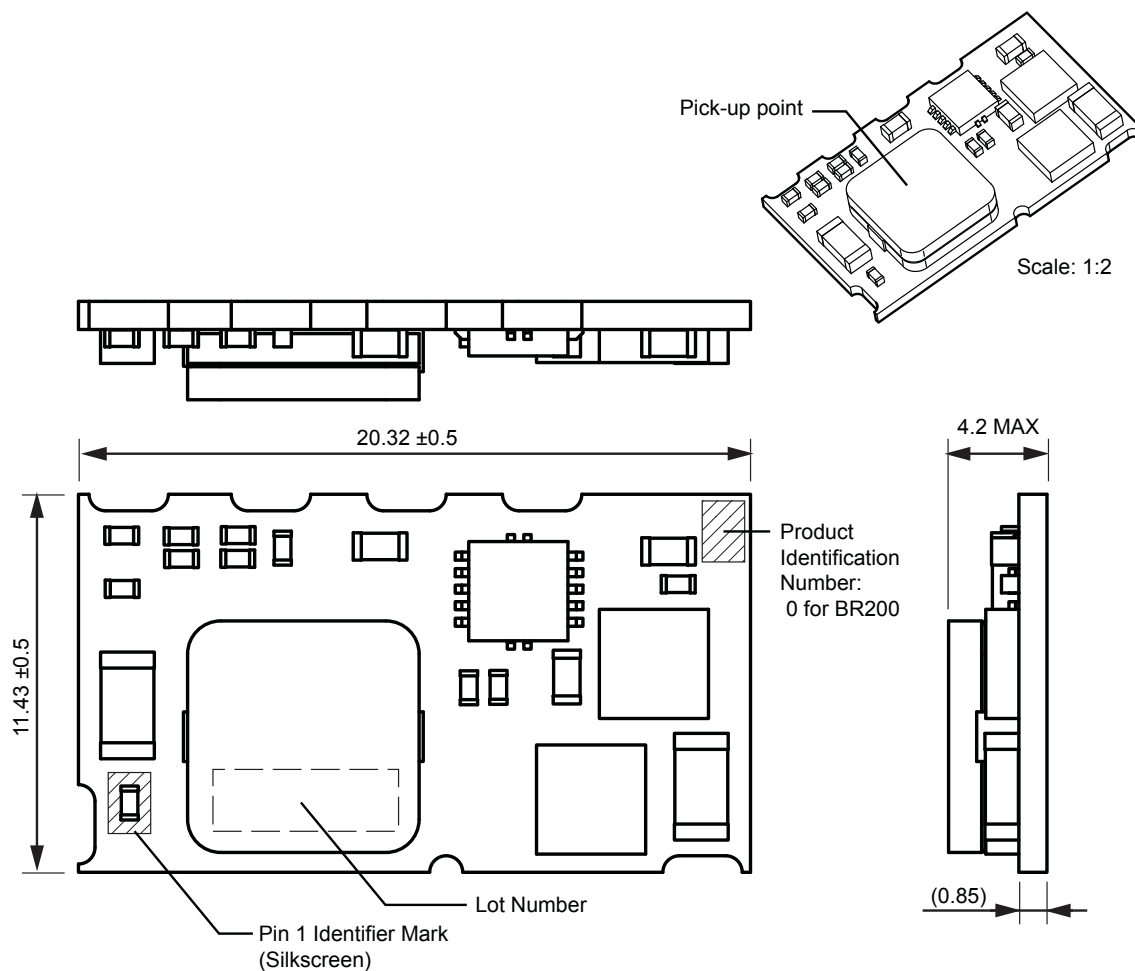 Pick-up point
Scale: 1:2
20.32 ±0.5
4.2 MAX
11.43 ±0.5
Product
Identification
Number:
0 for BR200
(0.85)
Lot Number
Pin 1 Identifier Mark
(Silkscreen)